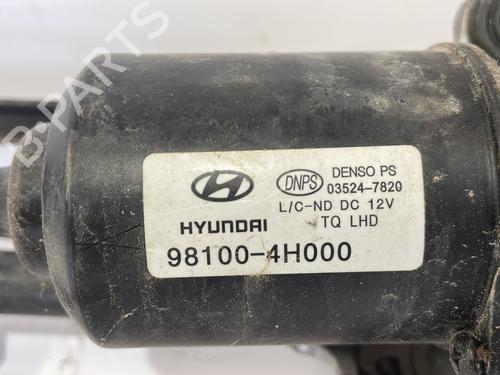 DNPS DENSO PS
03524-7820
L/C-ND DC 12V
HYUNDAI TQ LHD
98100-4H000
B-PARTS